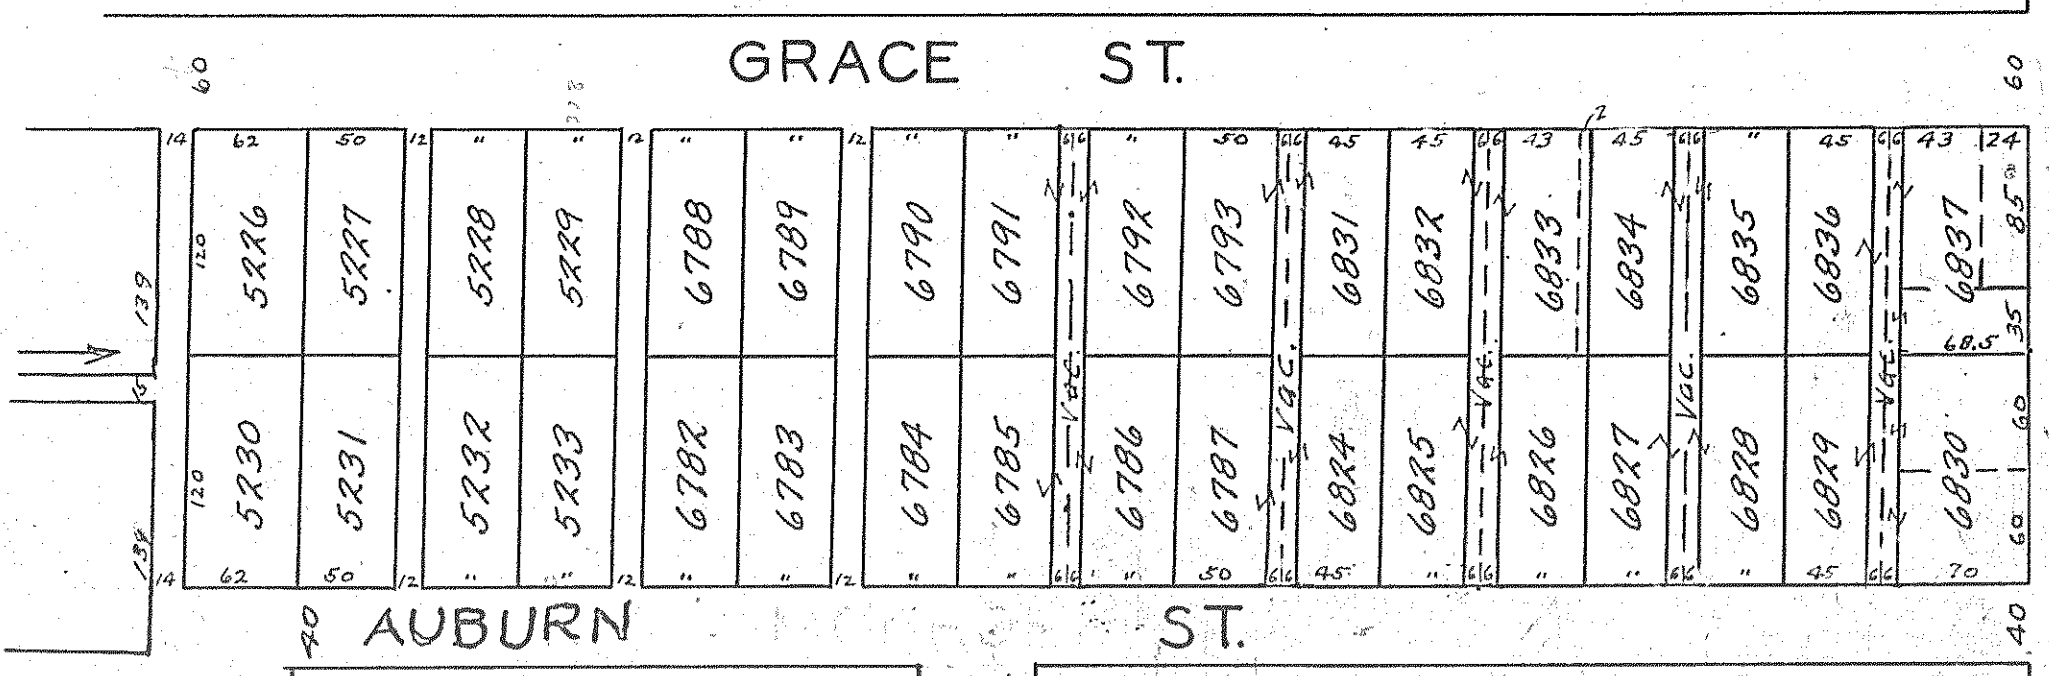 GRACE ST.
60 60
2
14 62 50 12 " " 12 " " 12 " " 6 6 " 50 6 6 45 45 6 6 43 45 6 6 " 45 6 6 43 24
120 5226 5227 5228 5229 6788 6789 6790 6791 6792 6793 6831 6832 6833 6834 6835 6836 6837 85
139
35
68.5
Vac. Vac. Vac. Vac. Vac.
15
120 5230 5231 5232 5233 6782 6783 6784 6785 6786 6787 6824 6825 6826 6827 6828 6829 6830 60
139
60
14 62 50 12 " " 12 " " 12 " " 6 6 " 50 6 6 45 " 6 6 " " 6 6 " 45 6 6 70
40 AUBURN ST. 40